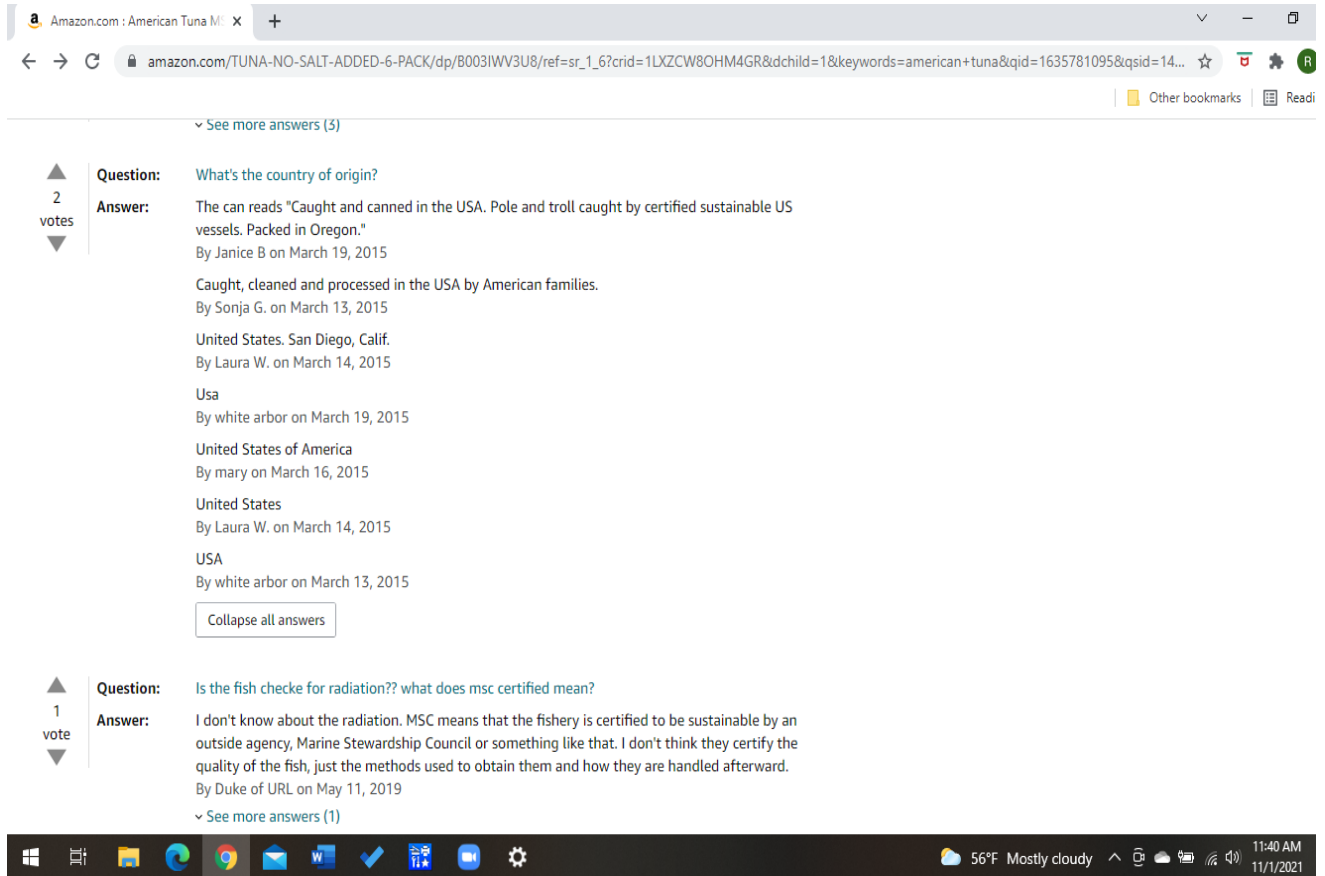 Amazon.com : American Tuna M
amazon.com/TUNA-NO-SALT-ADDED-6-PACK/dp/B003IWV3U8/ref=sr_1_6?crid=1LXZCW8OHM4GR&dchild=1&keywords=american+tuna&qid=1635781095&qsid=14...
R
Other bookmarks
Readi
See more answers (3)
2
votes
Question: What's the country of origin?
Answer: The can reads "Caught and canned in the USA. Pole and troll caught by certified sustainable US
vessels. Packed in Oregon."
By Janice B on March 19, 2015
Caught, cleaned and processed in the USA by American families.
By Sonja G. on March 13, 2015
United States. San Diego, Calif.
By Laura W. on March 14, 2015
Usa
By white arbor on March 19, 2015
United States of America
By mary on March 16, 2015
United States
By Laura W. on March 14, 2015
USA
By white arbor on March 13, 2015
Collapse all answers
1
vote
Question: Is the fish checke for radiation?? what does msc certified mean?
Answer: I don't know about the radiation. MSC means that the fishery is certified to be sustainable by an
outside agency, Marine Stewardship Council or something like that. I don't think they certify the
quality of the fish, just the methods used to obtain them and how they are handled afterward.
By Duke of URL on May 11, 2019
See more answers (1)
56°F Mostly cloudy
11:40 AM
11/1/2021